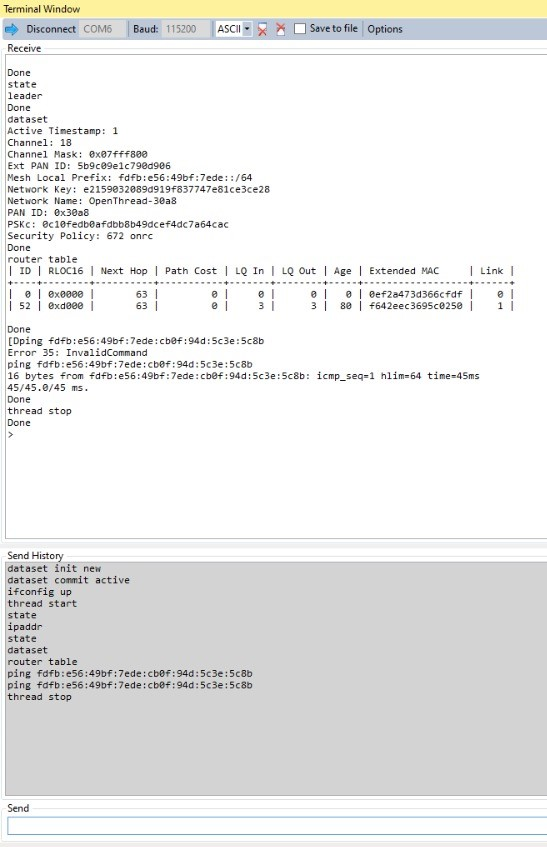 Terminal Window
Disconnect COM6 Baud: 115200 ASCII Save to file Options
Receive
Done
state
leader
Done
dataset
Active Timestamp: 1
Channel: 18
Channel Mask: 0x07fff800
Ext PAN ID: 5b9c09e1c790d906
Mesh Local Prefix: fdfb:e56:49bf:7ede::/64
Network Key: e2159032089d919f837747e81ce3ce28
Network Name: OpenThread-30a8
PAN ID: 0x30a8
PSKc: 0c10fedb0afdbb8b49dcef4dc7a64cac
Security Policy: 672 onrc
Done
router table
| ID | RLOC16 | Next Hop | Path Cost | LQ In | LQ Out | Age | Extended MAC | Link |
+----+--------+----------+-----------+-------+--------+-----+------------------+------+
| 0 | 0x0000 | 63 | 0 | 0 | 0 | 0 | 0ef2a473d366cfdf | 0 |
| 52 | 0xd000 | 63 | 0 | 3 | 3 | 80 | f642eec3695c0250 | 1 |
Done
[Dping fdfb:e56:49bf:7ede:cb0f:94d:5c3e:5c8b
Error 35: InvalidCommand
ping fdfb:e56:49bf:7ede:cb0f:94d:5c3e:5c8b
16 bytes from fdfb:e56:49bf:7ede:cb0f:94d:5c3e:5c8b: icmp_seq=1 hlim=64 time=45ms
45/45.0/45 ms.
Done
thread stop
Done
>
Send History
dataset init new
dataset commit active
ifconfig up
thread start
state
ipaddr
state
dataset
router table
ping fdfb:e56:49bf:7ede:cb0f:94d:5c3e:5c8b
ping fdfb:e56:49bf:7ede:cb0f:94d:5c3e:5c8b
thread stop
Send